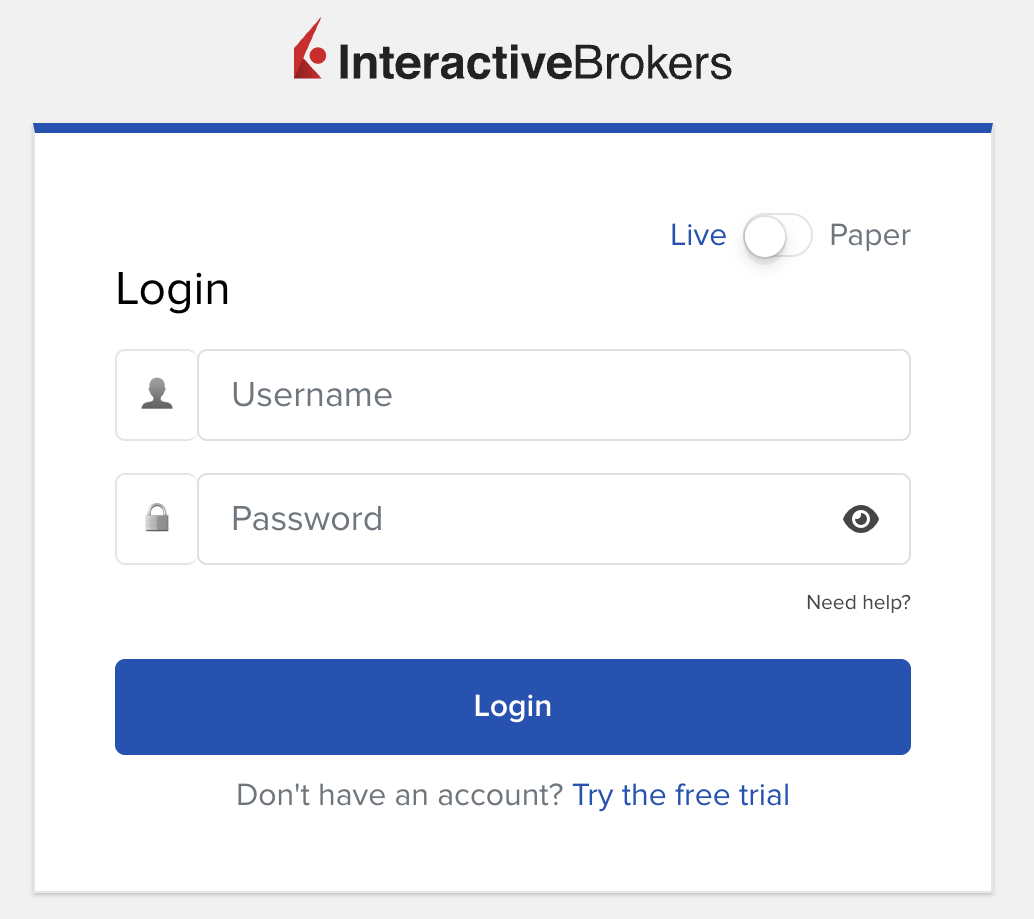 InteractiveBrokers
Live Paper
Login
Username
Password
Need help?
Login
Don't have an account? Try the free trial